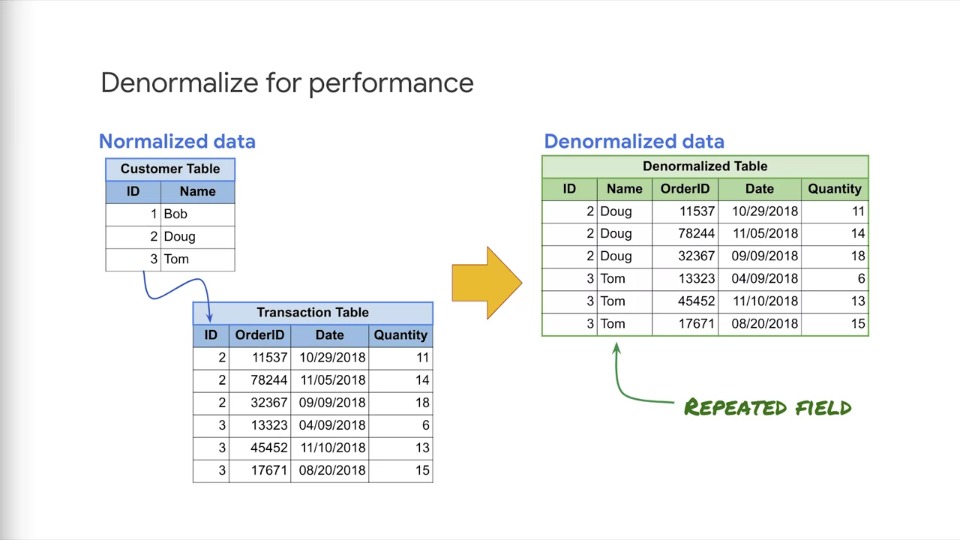 Denormalize for performance
Normalized data
Customer Table
ID Name
1 Bob
2 Doug
3 Tom
Transaction Table
ID OrderID Date Quantity
2 11537 10/29/2018 11
2 78244 11/05/2018 14
2 32367 09/09/2018 18
3 13323 04/09/2018 6
3 45452 11/10/2018 13
3 17671 08/20/2018 15
Denormalized data
Denormalized Table
ID Name OrderID Date Quantity
2 Doug 11537 10/29/2018 11
2 Doug 78244 11/05/2018 14
2 Doug 32367 09/09/2018 18
3 Tom 13323 04/09/2018 6
3 Tom 45452 11/10/2018 13
3 Tom 17671 08/20/2018 15
REPEATED FIELD